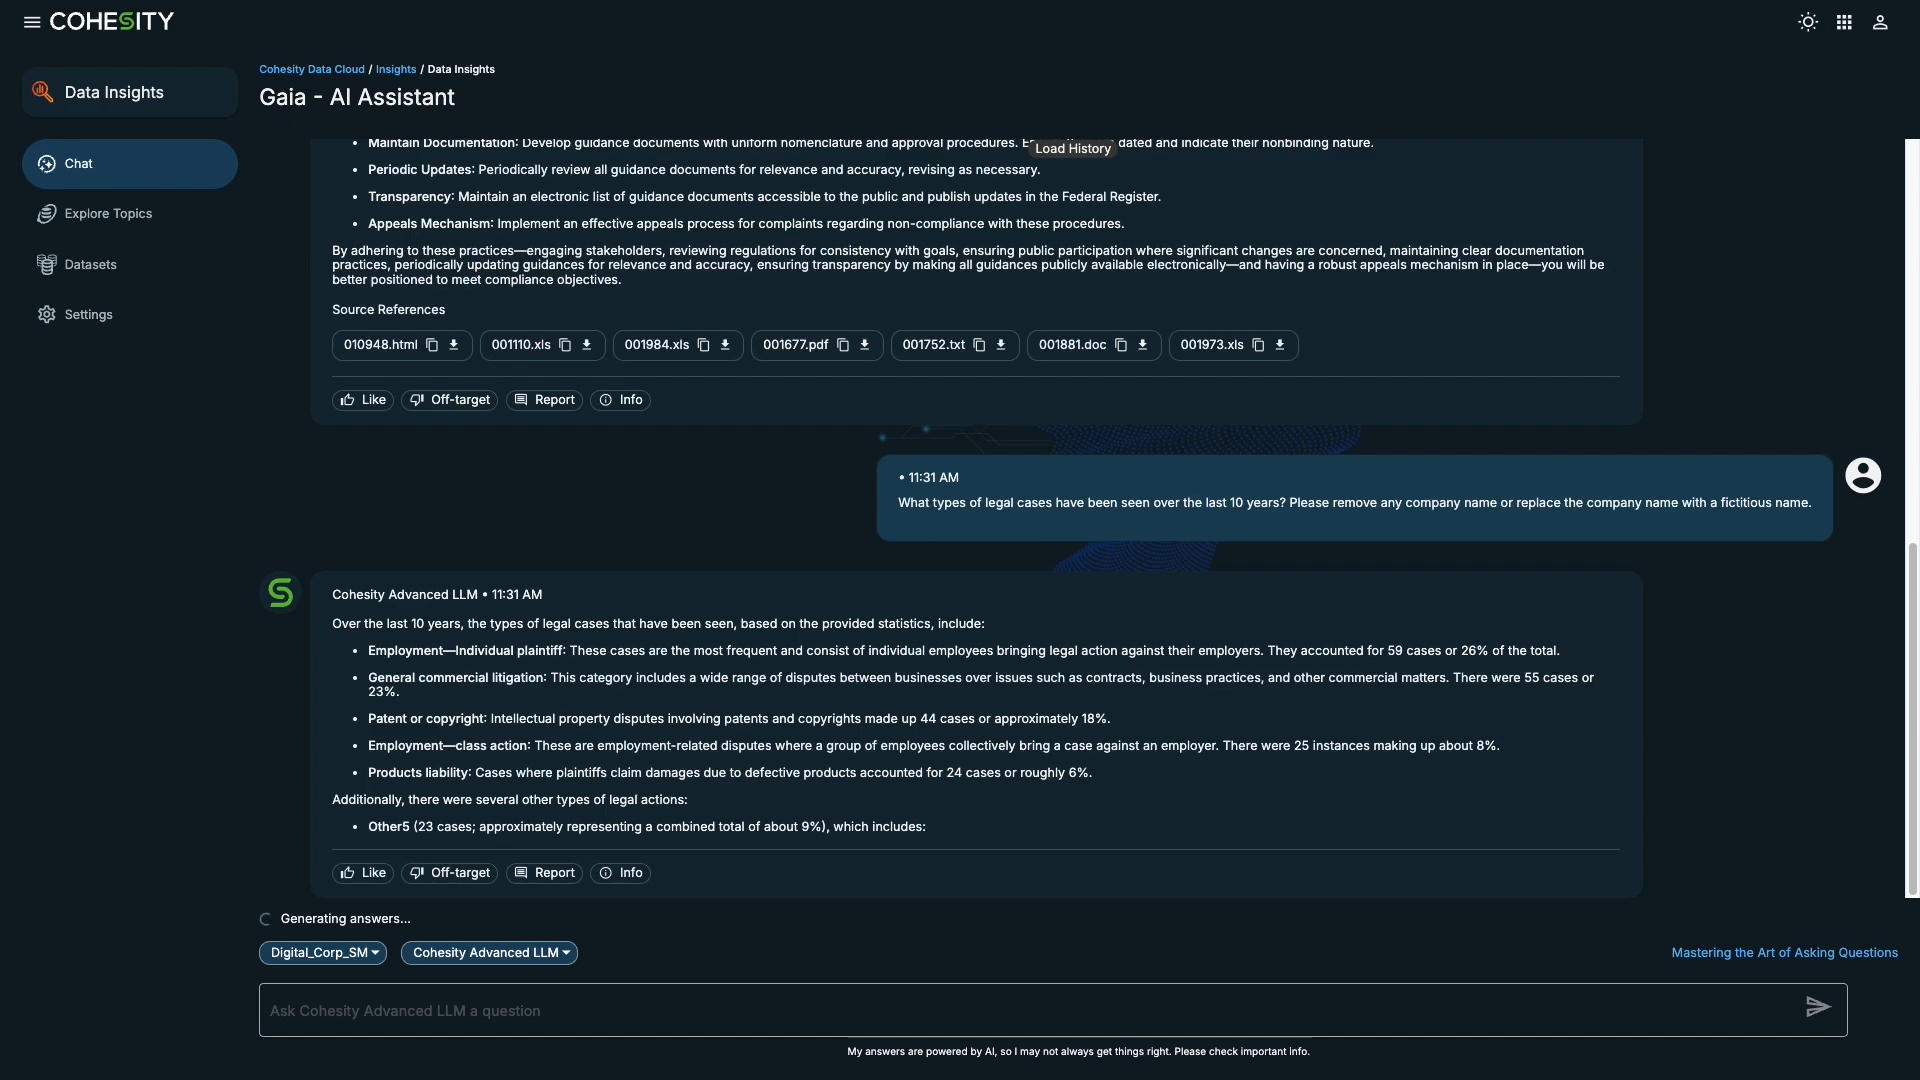 COHESITY
Data Insights
Chat
Explore Topics
Datasets
Settings
Cohesity Data Cloud / Insights / Data Insights
Gaia - AI Assistant
• Maintain Documentation: Develop guidance documents with uniform nomenclature and approval procedures. dated and indicate their nonbinding nature.
Load History
• Periodic Updates: Periodically review all guidance documents for relevance and accuracy, revising as necessary.
• Transparency: Maintain an electronic list of guidance documents accessible to the public and publish updates in the Federal Register.
• Appeals Mechanism: Implement an effective appeals process for complaints regarding non-compliance with these procedures.
By adhering to these practices—engaging stakeholders, reviewing regulations for consistency with goals, ensuring public participation where significant changes are concerned, maintaining clear documentation
practices, periodically updating guidances for relevance and accuracy, ensuring transparency by making all guidances publicly available electronically—and having a robust appeals mechanism in place—you will be
better positioned to meet compliance objectives.
Source References
010948.html 001110.xls 001984.xls 001677.pdf 001752.txt 001881.doc 001973.xls
Like Off-target Report Info
• 11:31 AM
What types of legal cases have been seen over the last 10 years? Please remove any company name or replace the company name with a fictitious name.
Cohesity Advanced LLM • 11:31 AM
Over the last 10 years, the types of legal cases that have been seen, based on the provided statistics, include:
• Employment—Individual plaintiff: These cases are the most frequent and consist of individual employees bringing legal action against their employers. They accounted for 59 cases or 26% of the total.
• General commercial litigation: This category includes a wide range of disputes between businesses over issues such as contracts, business practices, and other commercial matters. There were 55 cases or
23%.
• Patent or copyright: Intellectual property disputes involving patents and copyrights made up 44 cases or approximately 18%.
• Employment—class action: These are employment-related disputes where a group of employees collectively bring a case against an employer. There were 25 instances making up about 8%.
• Products liability: Cases where plaintiffs claim damages due to defective products accounted for 24 cases or roughly 6%.
Additionally, there were several other types of legal actions:
• Other5 (23 cases; approximately representing a combined total of about 9%), which includes:
Like Off-target Report Info
Generating answers...
Digital_Corp_SM Cohesity Advanced LLM
Mastering the Art of Asking Questions
Ask Cohesity Advanced LLM a question
My answers are powered by AI, so I may not always get things right. Please check important info.